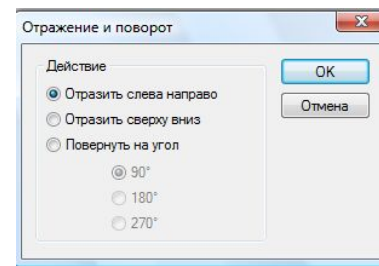 Отражение и поворот
Действие
Отразить слева направо
Отразить сверху вниз
Повернуть на угол
90°
180°
270°
OK
Отмена